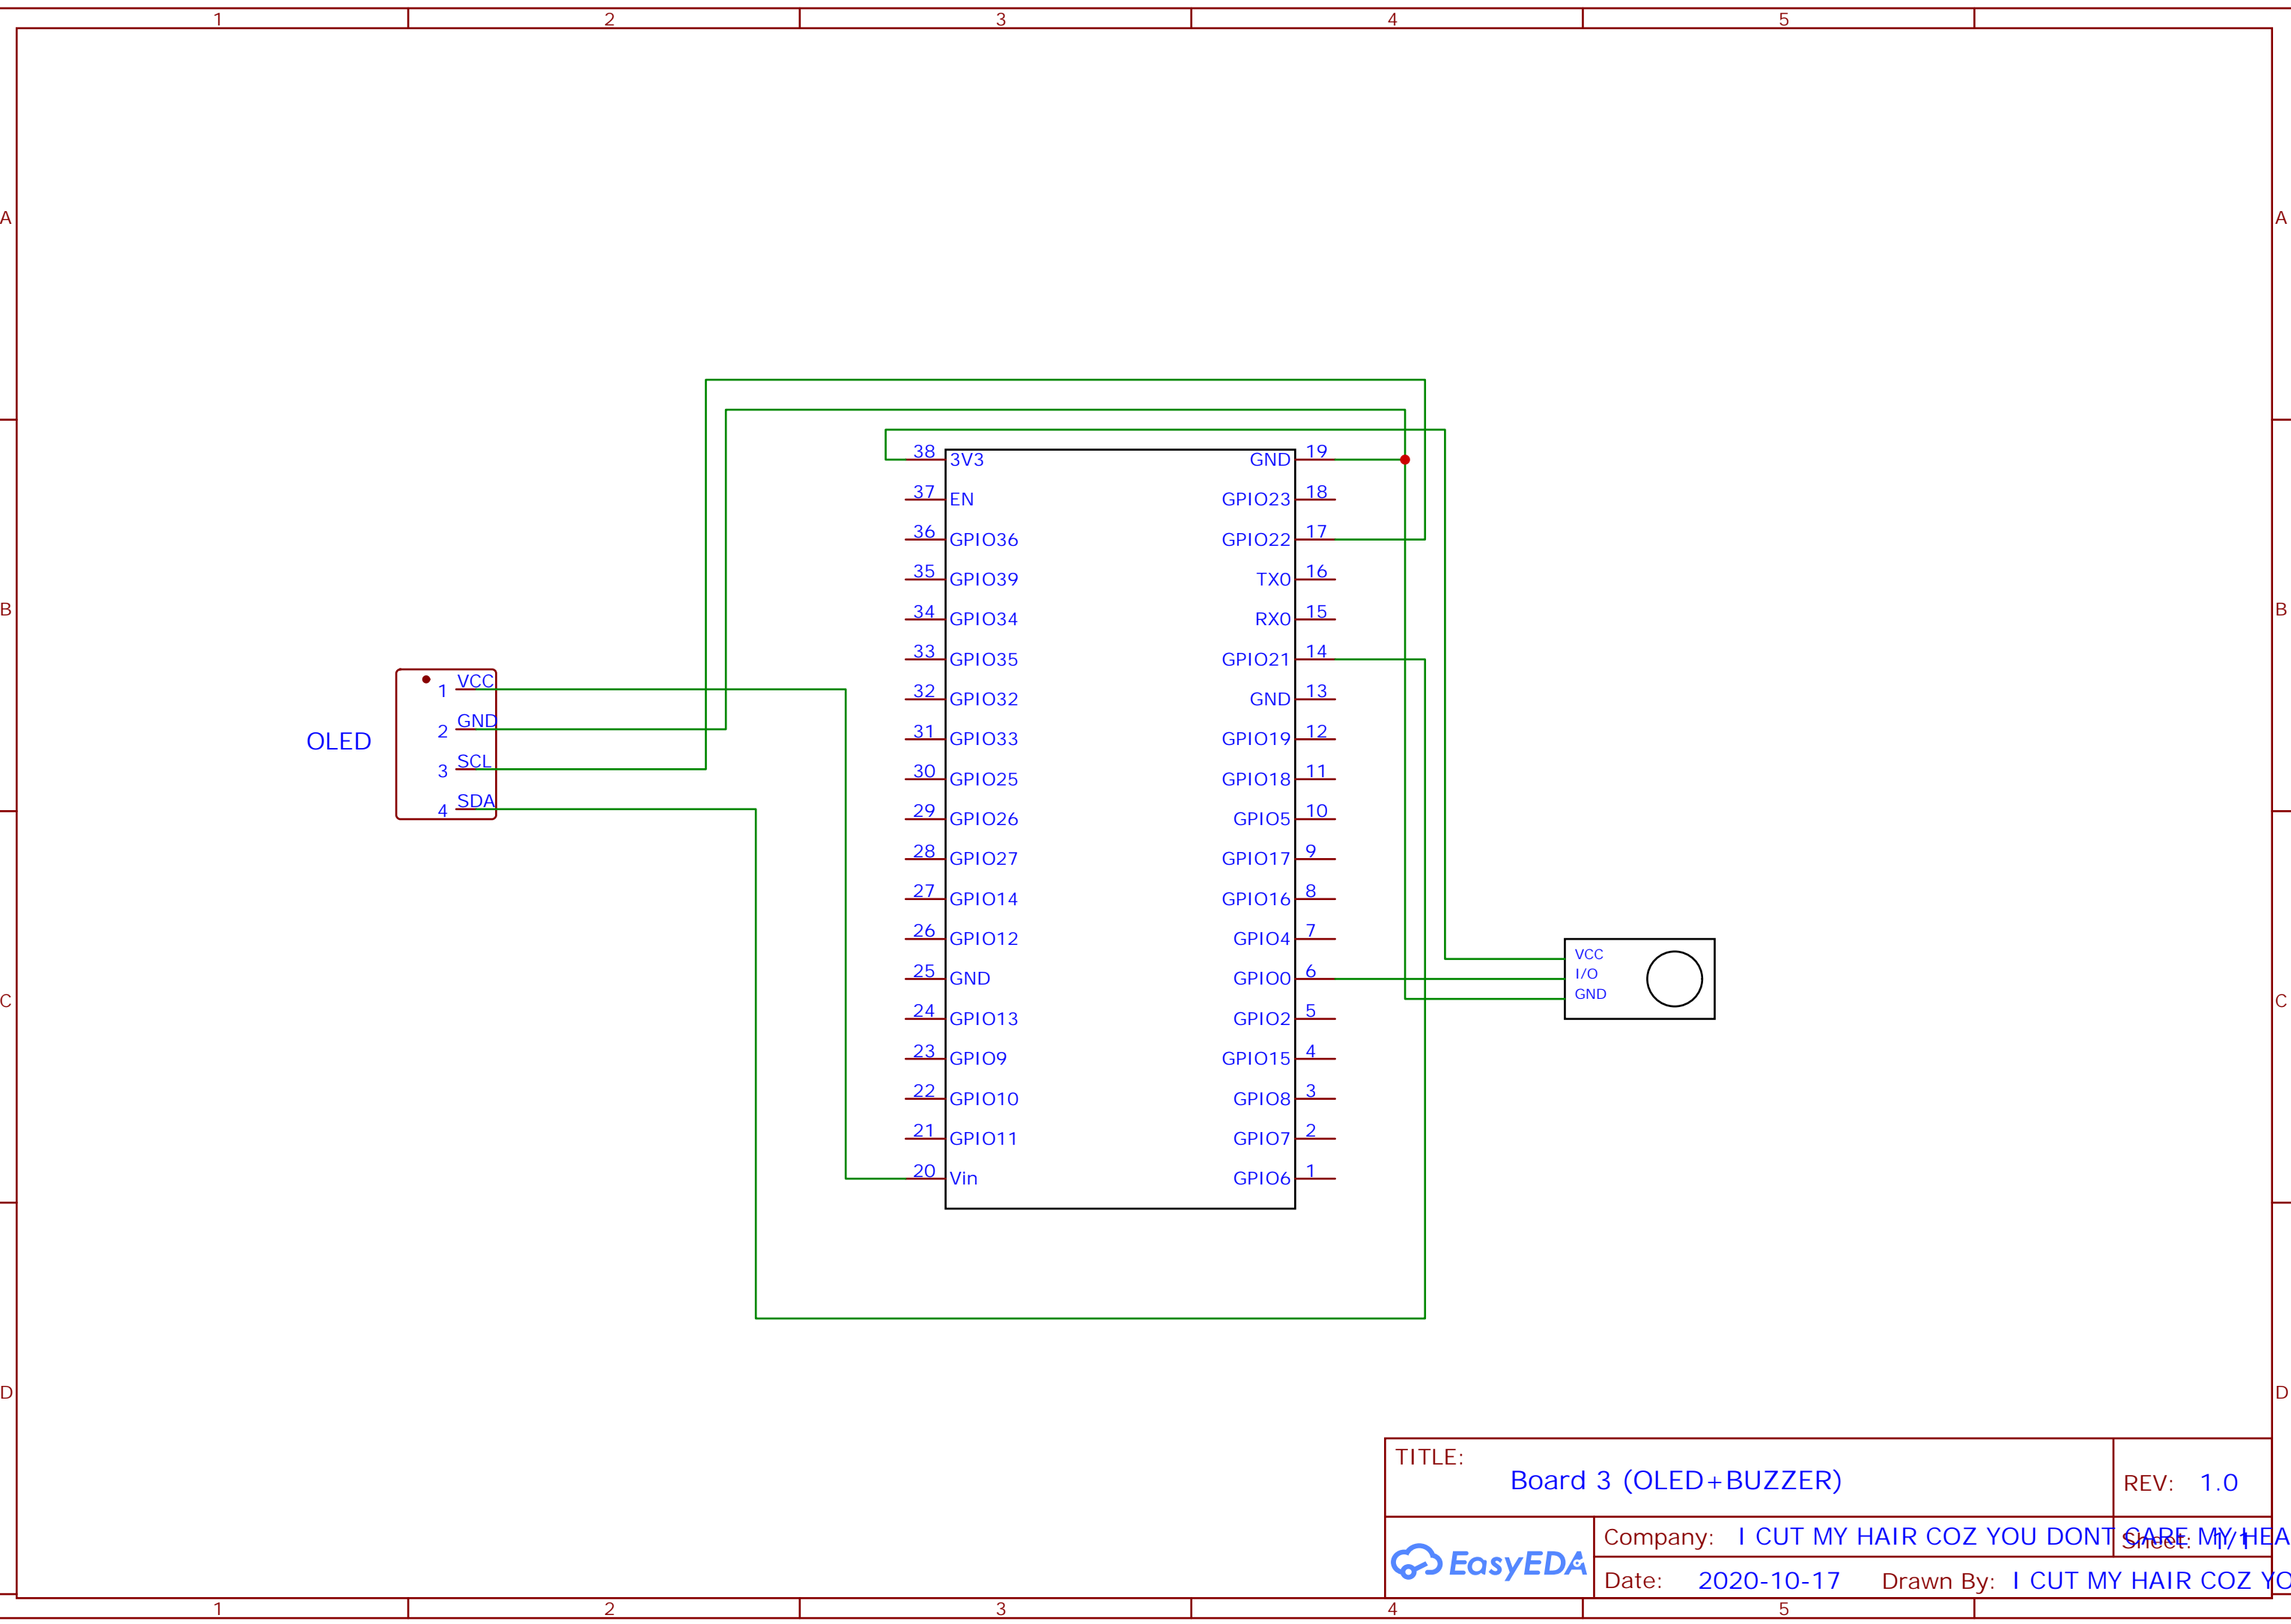 1 2 3 4 5
A A
38 3V3 GND 19
37 EN GPIO23 18
36 GPIO36 GPIO22 17
35 GPIO39 TX0 16
34 GPIO34 RX0 15
B B
33 GPIO35 GPIO21 14
OLED
1 VCC
2 GND
3 SCL
4 SDA
32 GPIO32 GND 13
31 GPIO33 GPIO19 12
30 GPIO25 GPIO18 11
29 GPIO26 GPIO5 10
28 GPIO27 GPIO17 9
27 GPIO14 GPIO16 8
26 GPIO12 GPIO4 7
25 GND GPIO0 6
VCC
I/O
GND
C C
24 GPIO13 GPIO2 5
23 GPIO9 GPIO15 4
22 GPIO10 GPIO8 3
21 GPIO11 GPIO7 2
20 Vin GPIO6 1
D D
TITLE:
Board 3 (OLED+BUZZER)
REV: 1.0
Company: I CUT MY HAIR COZ YOU DONT CARE MY HEA
Sheet: 1/1
EasyEDA
Date: 2020-10-17 Drawn By: I CUT MY HAIR COZ YO
1 2 3 4 5